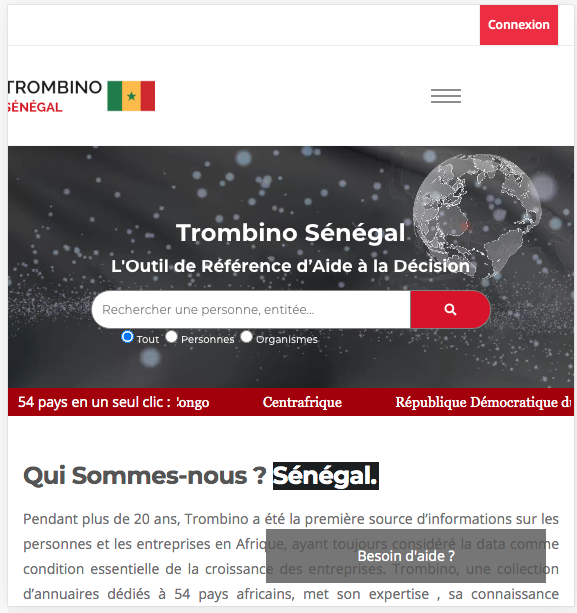 Connexion
TROMBINO
SÉNÉGAL
Trombino Sénégal
L'Outil de Référence d'Aide à la Décision
Rechercher une personne, entitée...
Tout Personnes Organismes
54 pays en un seul clic : Congo Centrafrique République Démocratique du
Qui Sommes-nous ? Sénégal.
Pendant plus de 20 ans, Trombino a été la première source d'informations sur les
personnes et les entreprises en Afrique, ayant toujours considéré la data comme
condition essentielle de la croissance des entreprises. Trombino, une collection
d'annuaires dédiés à 54 pays africains, met son expertise , sa connaissance
Besoin d'aide ?